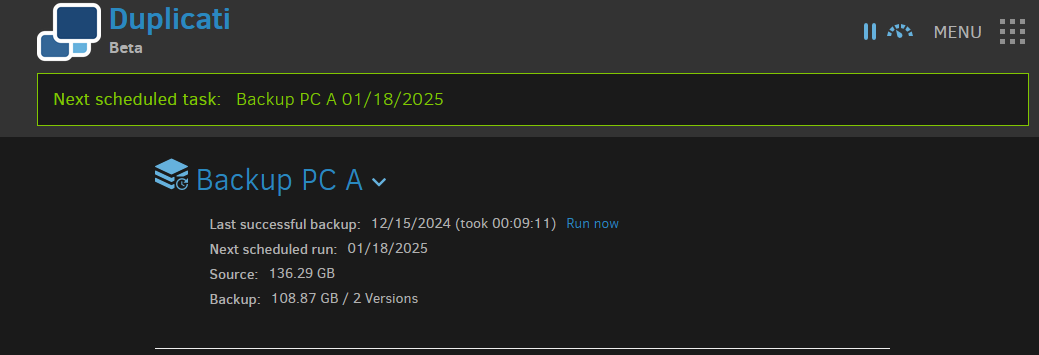 Duplicati
Beta
MENU
Next scheduled task: Backup PC A 01/18/2025
Backup PC A
Last successful backup: 12/15/2024 (took 00:09:11) Run now
Next scheduled run: 01/18/2025
Source: 136.29 GB
Backup: 108.87 GB / 2 Versions